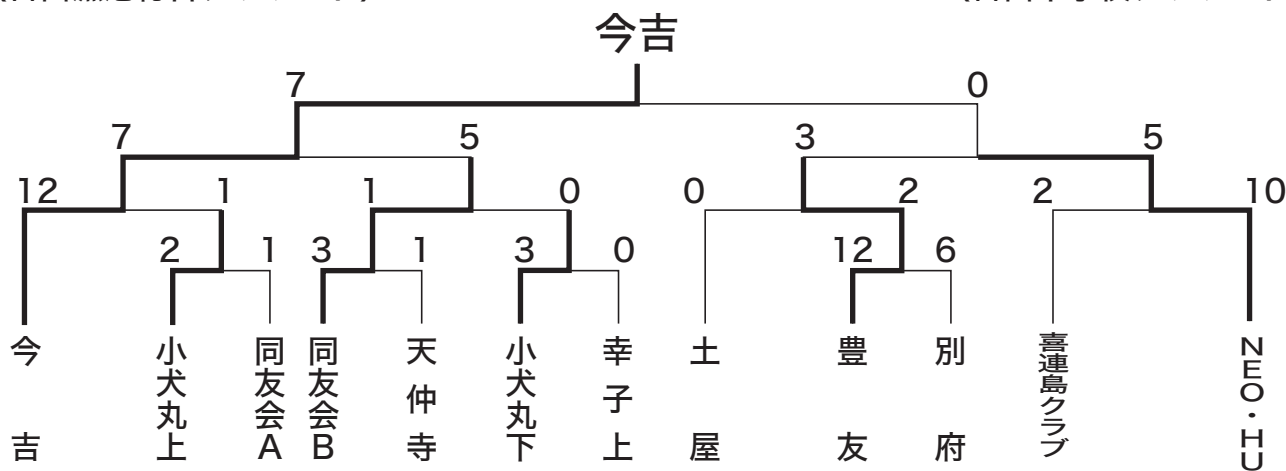 今吉
7 0
7 5 3 5
12 1 1 0 0 2 2 10
2 1 3 1 3 0 12 6
今吉
小犬丸上
同友会A
同友会B
天仲寺
小犬丸下
幸子上
土屋
豊友
別府
喜連島クラブ
NEO・HU